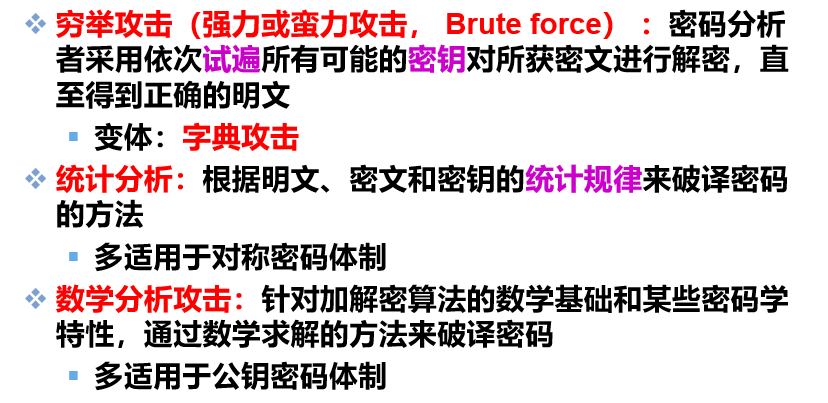 穷举攻击（强力或蛮力攻击， Brute force）：密码分析
者采用依次试遍所有可能的密钥对所获密文进行解密，直
至得到正确的明文
变体：字典攻击
统计分析：根据明文、密文和密钥的统计规律来破译密码
的方法
多适用于对称密码体制
数学分析攻击：针对加解密算法的数学基础和某些密码学
特性，通过数学求解的方法来破译密码
多适用于公钥密码体制